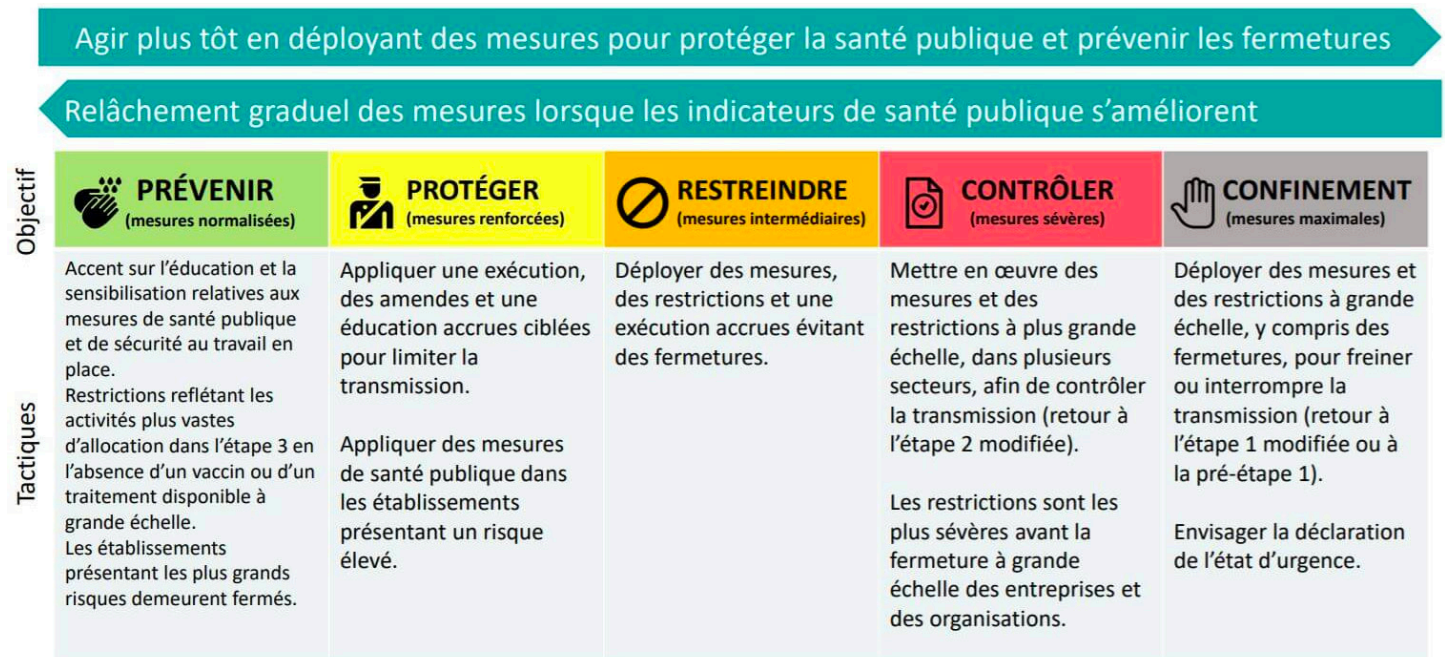 Agir plus tôt en déployant des mesures pour protéger la santé publique et prévenir les fermetures
Relâchement graduel des mesures lorsque les indicateurs de santé publique s’améliorent
Objectif
PRÉVENIR
(mesures normalisées)
PROTÉGER
(mesures renforcées)
RESTREINDRE
(mesures intermédiaires)
CONTRÔLER
(mesures sévères)
CONFINEMENT
(mesures maximales)
Tactiques
Accent sur l’éducation et la
sensibilisation relatives aux
mesures de santé publique
et de sécurité au travail en
place.
Restrictions reflétant les
activités plus vastes
d’allocation dans l’étape 3 en
l’absence d’un vaccin ou d’un
traitement disponible à
grande échelle.
Les établissements
présentant les plus grands
risques demeurent fermés.
Appliquer une exécution,
des amendes et une
éducation accrues ciblées
pour limiter la
transmission.
Appliquer des mesures
de santé publique dans
les établissements
présentant un risque
élevé.
Déployer des mesures,
des restrictions et une
exécution accrues évitant
des fermetures.
Mettre en œuvre des
mesures et des
restrictions à plus grande
échelle, dans plusieurs
secteurs, afin de contrôler
la transmission (retour à
l’étape 2 modifiée).
Les restrictions sont les
plus sévères avant la
fermeture à grande
échelle des entreprises et
des organisations.
Déployer des mesures et
des restrictions à grande
échelle, y compris des
fermetures, pour freiner
ou interrompre la
transmission (retour à
l’étape 1 modifiée ou à
la pré-étape 1).
Envisager la déclaration
de l’état d’urgence.